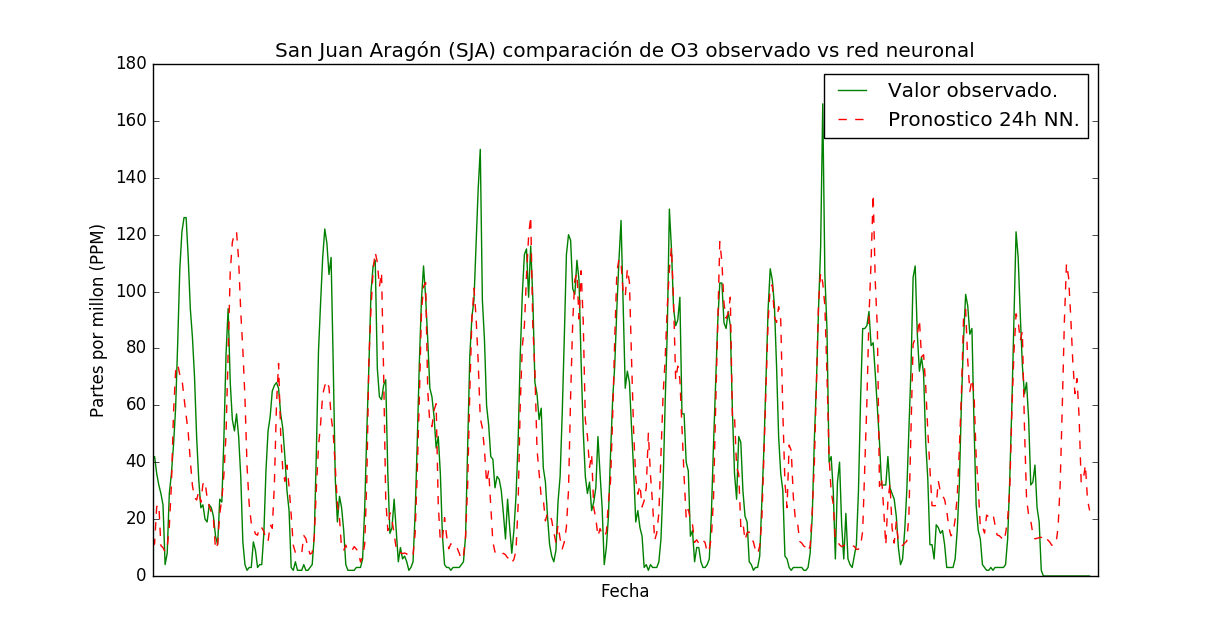 San Juan Aragón (SJA) comparación de O3 observado vs red neuronal
180
160
140
120
100
80
60
40
20
0
Partes por millon (PPM)
Fecha
Valor observado.
Pronostico 24h NN.